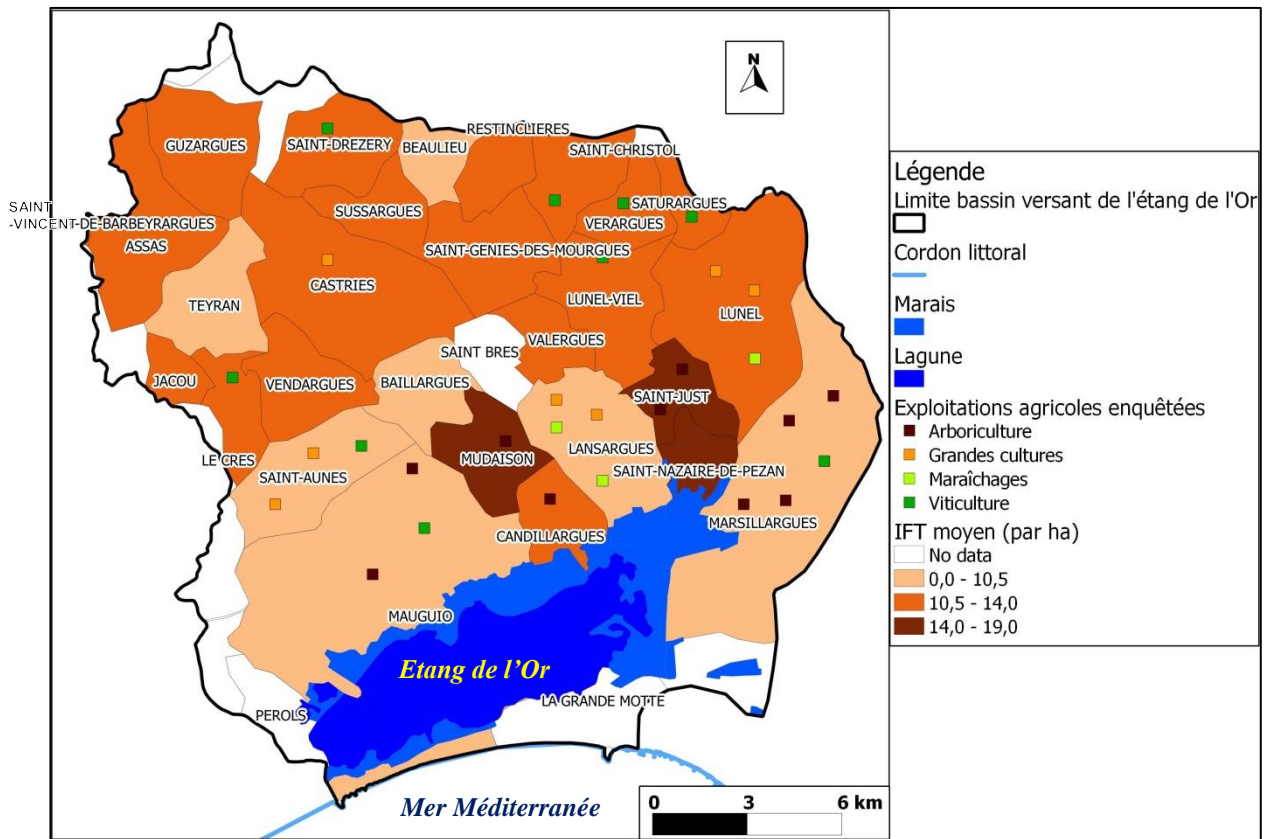 N
RESTINCLIERES
GUZARGUES
SAINT-DREZERY
BEAULIEU
SAINT-CHRISTOL
SAINT
-VINCENT-DE-BARBEYRARGUES
SUSSARGUES
SATURARGUES
VERARGUES
ASSAS
SAINT-GENIES-DES-MOURGUES
CASTRIES
TEYRAN
LUNEL-VIEL
LUNEL
VALERGUES
SAINT BRES
JACOU
VENDARGUES
BAILLARGUES
SAINT-JUST
LANSARGUES
LE CRES
MUDAISON
SAINT-AUNES
SAINT-NAZAIRE-DE-PEZAN
MARSILLARGUES
CANDILLARGUES
MAUGUIO
Etang de l'Or
LA GRANDE MOTTE
PEROLS
Mer Méditerranée
0 3 6 km
Légende
Limite bassin versant de l'étang de l'Or
Cordon littoral
Marais
Lagune
Exploitations agricoles enquêtées
Arboriculture
Grandes cultures
Maraîchages
Viticulture
IFT moyen (par ha)
No data
0,0 - 10,5
10,5 - 14,0
14,0 - 19,0